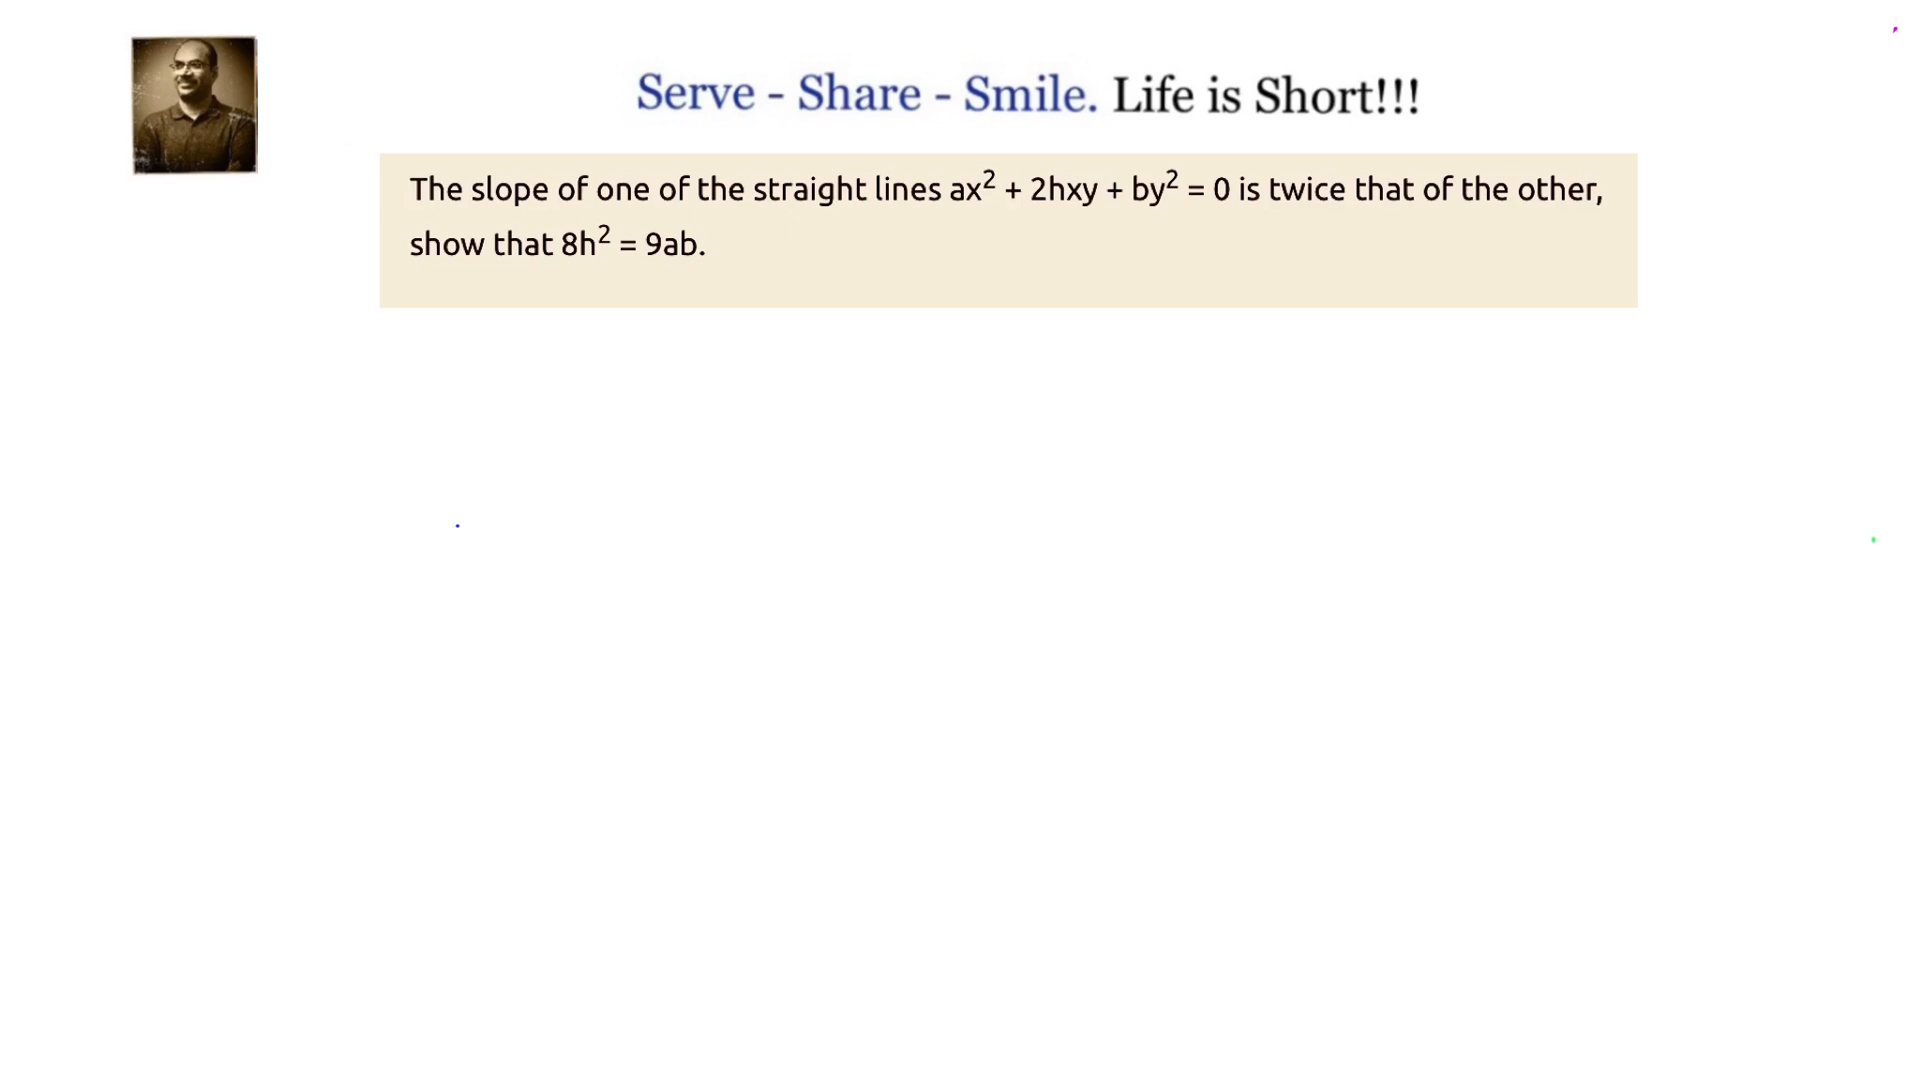 Serve - Share - Smile. Life is Short!!!
The slope of one of the straight lines ax² + 2hxy + by² = 0 is twice that of the other,
show that 8h² = 9ab.